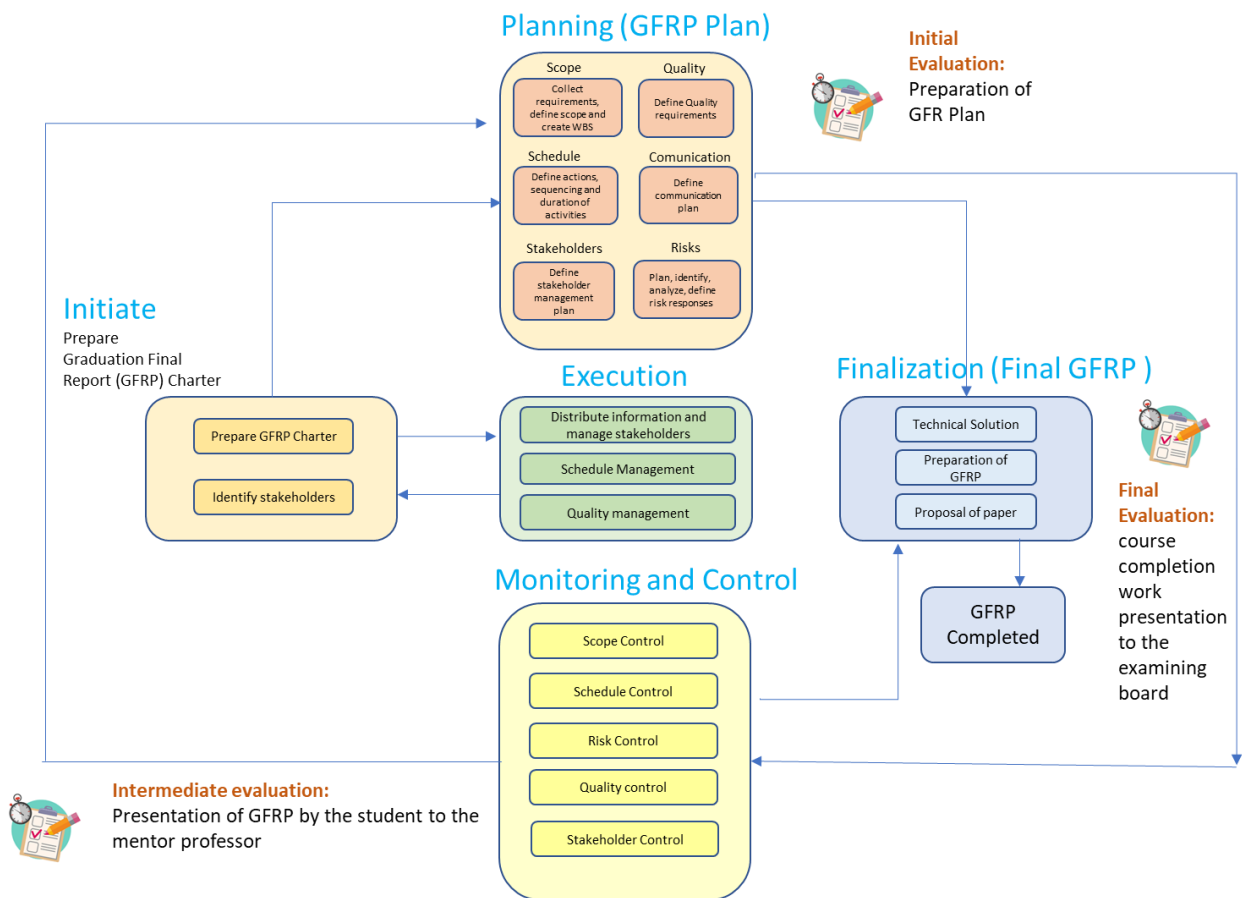 Planning (GFRP Plan)
Scope
Collect
requirements,
define scope and
create WBS
Quality
Define Quality
requirements
Schedule
Define actions,
sequencing and
duration of
activities
Comunication
Define
communication
plan
Stakeholders
Define
stakeholder
management
plan
Risks
Plan, identify,
analyze, define
risk responses
Initial
Evaluation:
Preparation of
GFR Plan
Initiate
Prepare
Graduation Final
Report (GFRP) Charter
Prepare GFRP Charter
Identify stakeholders
Execution
Distribute information and
manage stakeholders
Schedule Management
Quality management
Finalization (Final GFRP )
Technical Solution
Preparation of
GFRP
Proposal of paper
GFRP
Completed
Final
Evaluation:
course
completion
work
presentation
to the
examining
board
Monitoring and Control
Scope Control
Schedule Control
Risk Control
Quality control
Stakeholder Control
Intermediate evaluation:
Presentation of GFRP by the student to the
mentor professor